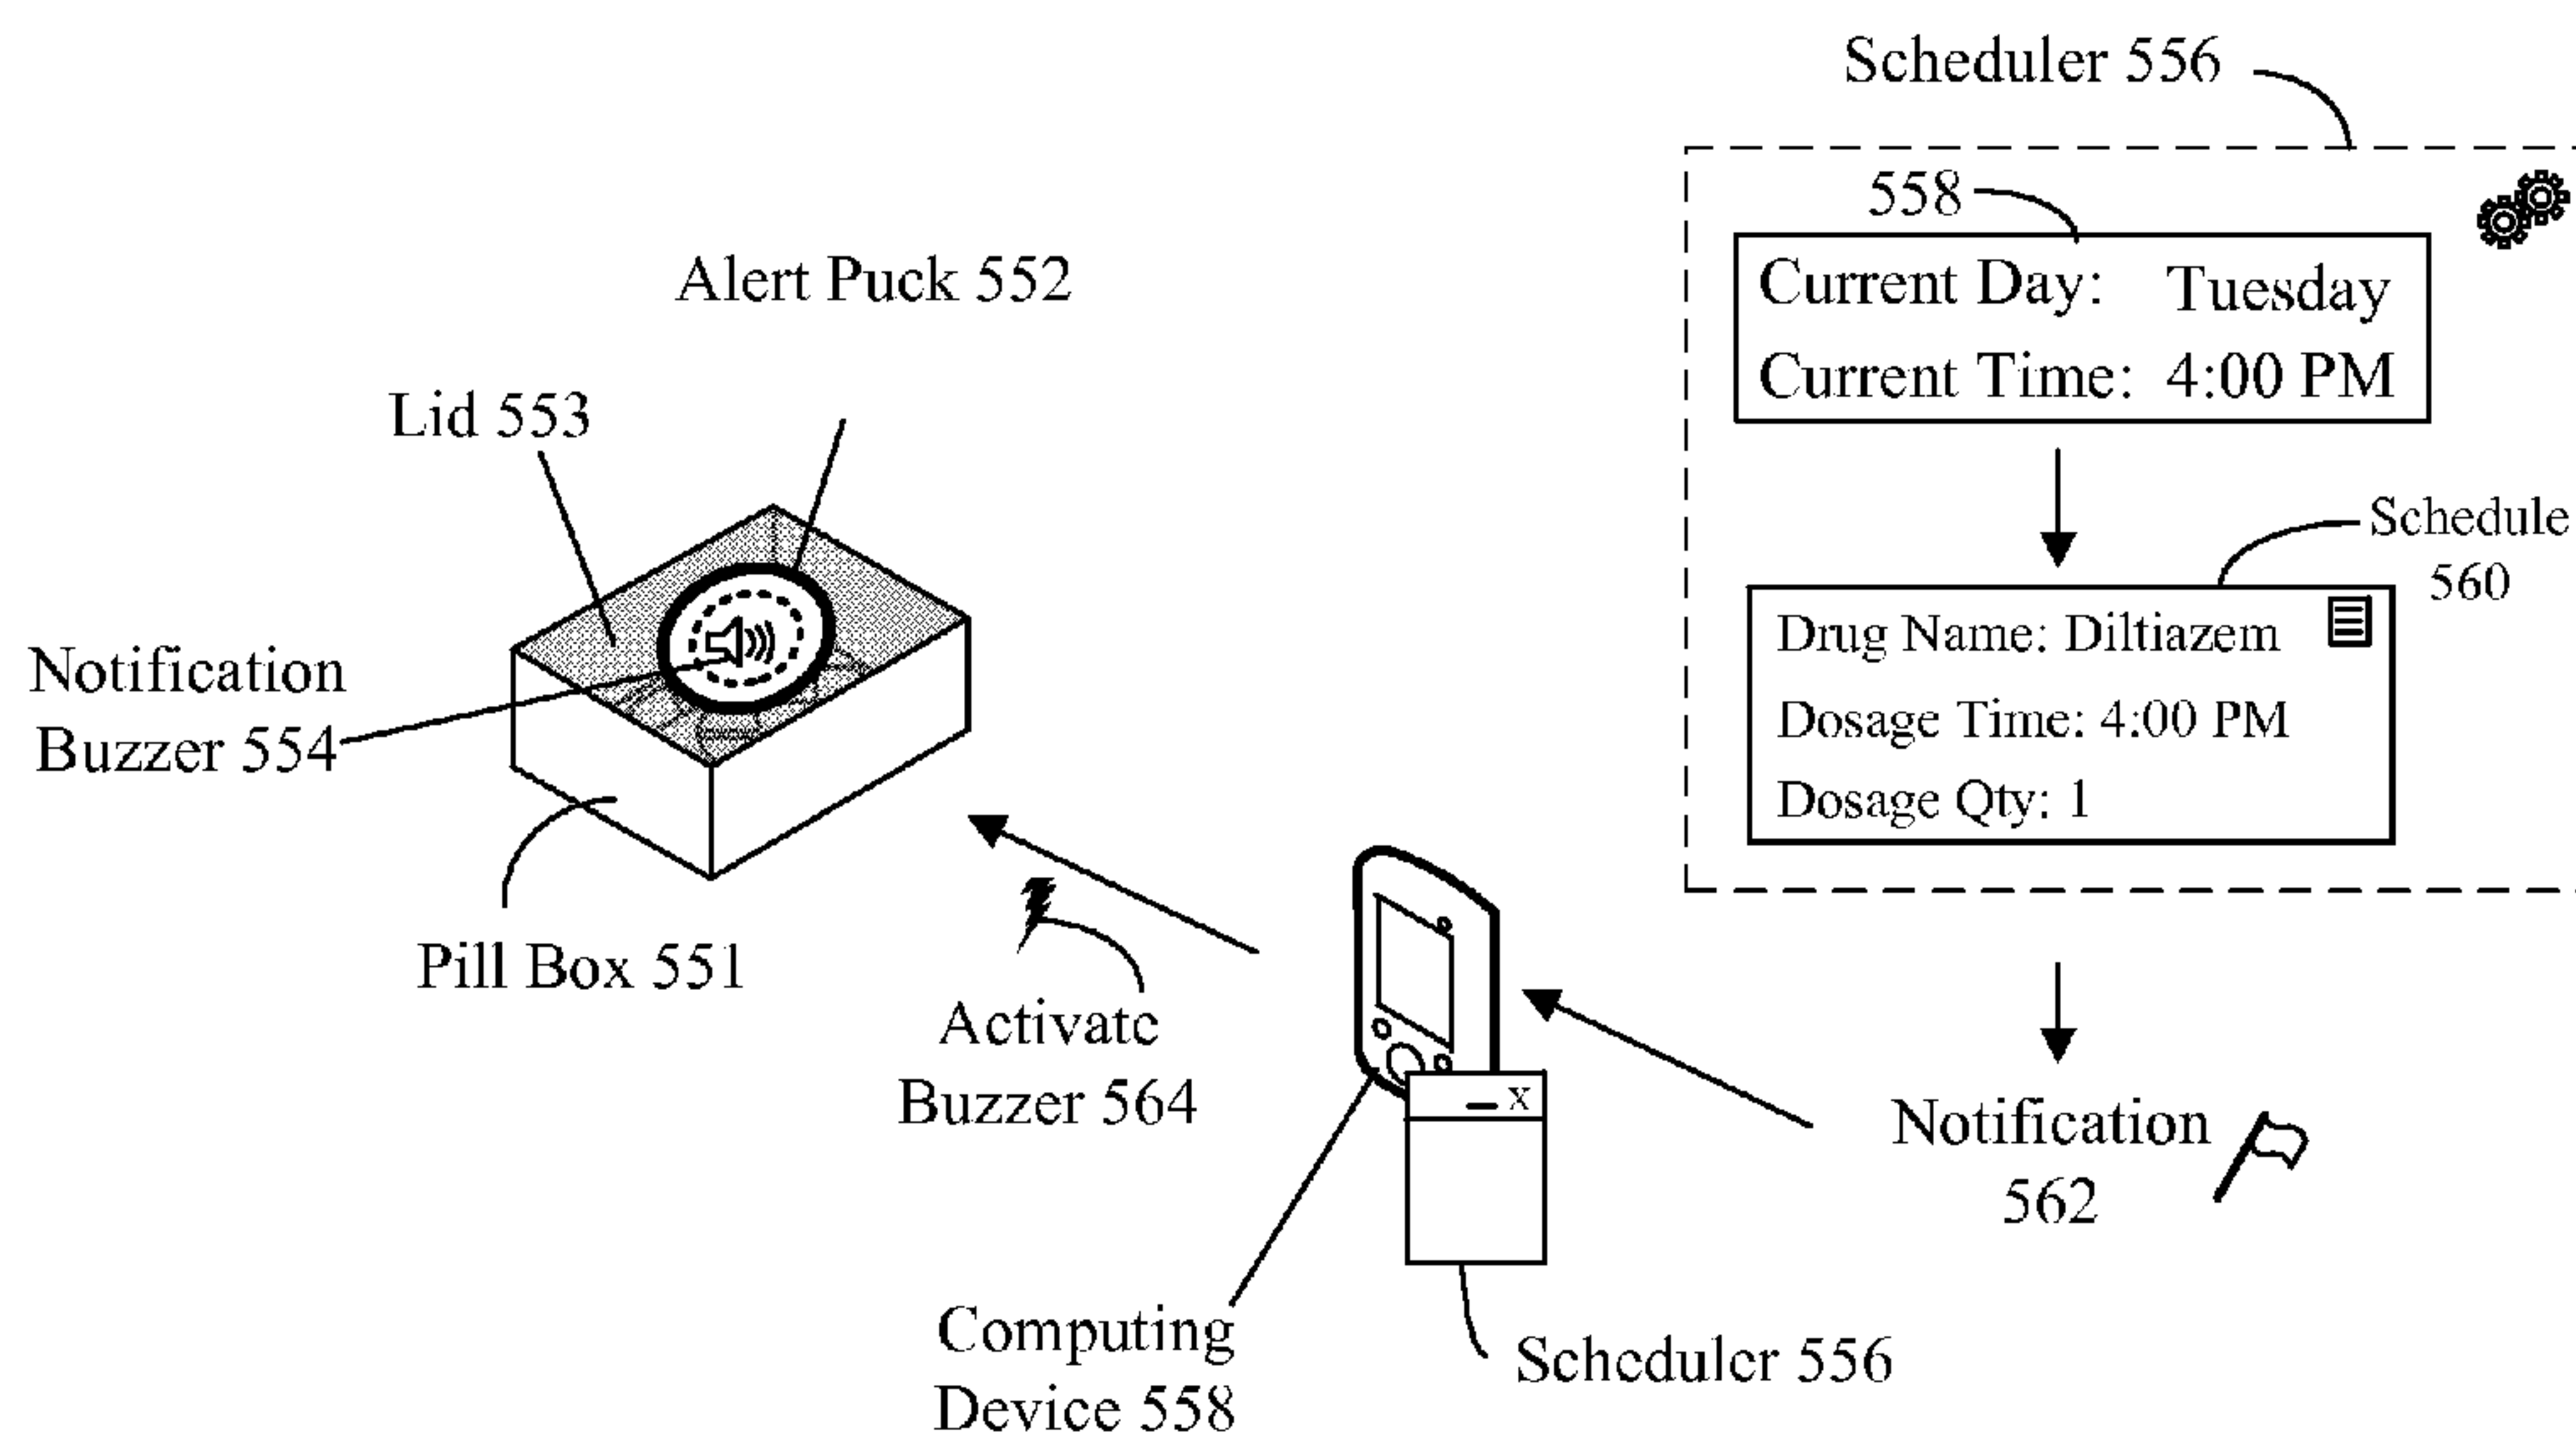 Scheduler 556
558
Current Day: Tuesday
Current Time: 4:00 PM
Schedule
560
Drug Name: Diltiazem
Dosage Time: 4:00 PM
Dosage Qty: 1
Alert Puck 552
Lid 553
Notification
Buzzer 554
Pill Box 551
Activate
Buzzer 564
Notification
562
X
Computing
Device 558
Scheduler 556